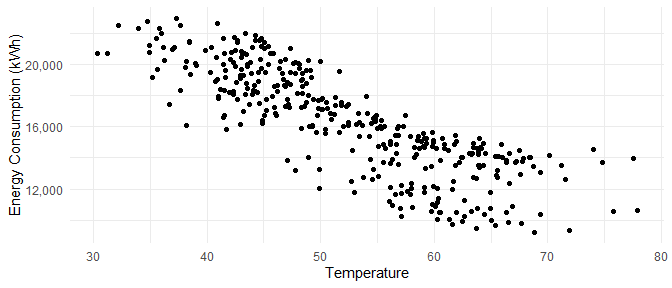 Energy Consumption (kWh)
20,000
16,000
12,000
30 40 50 60 70 80
Temperature